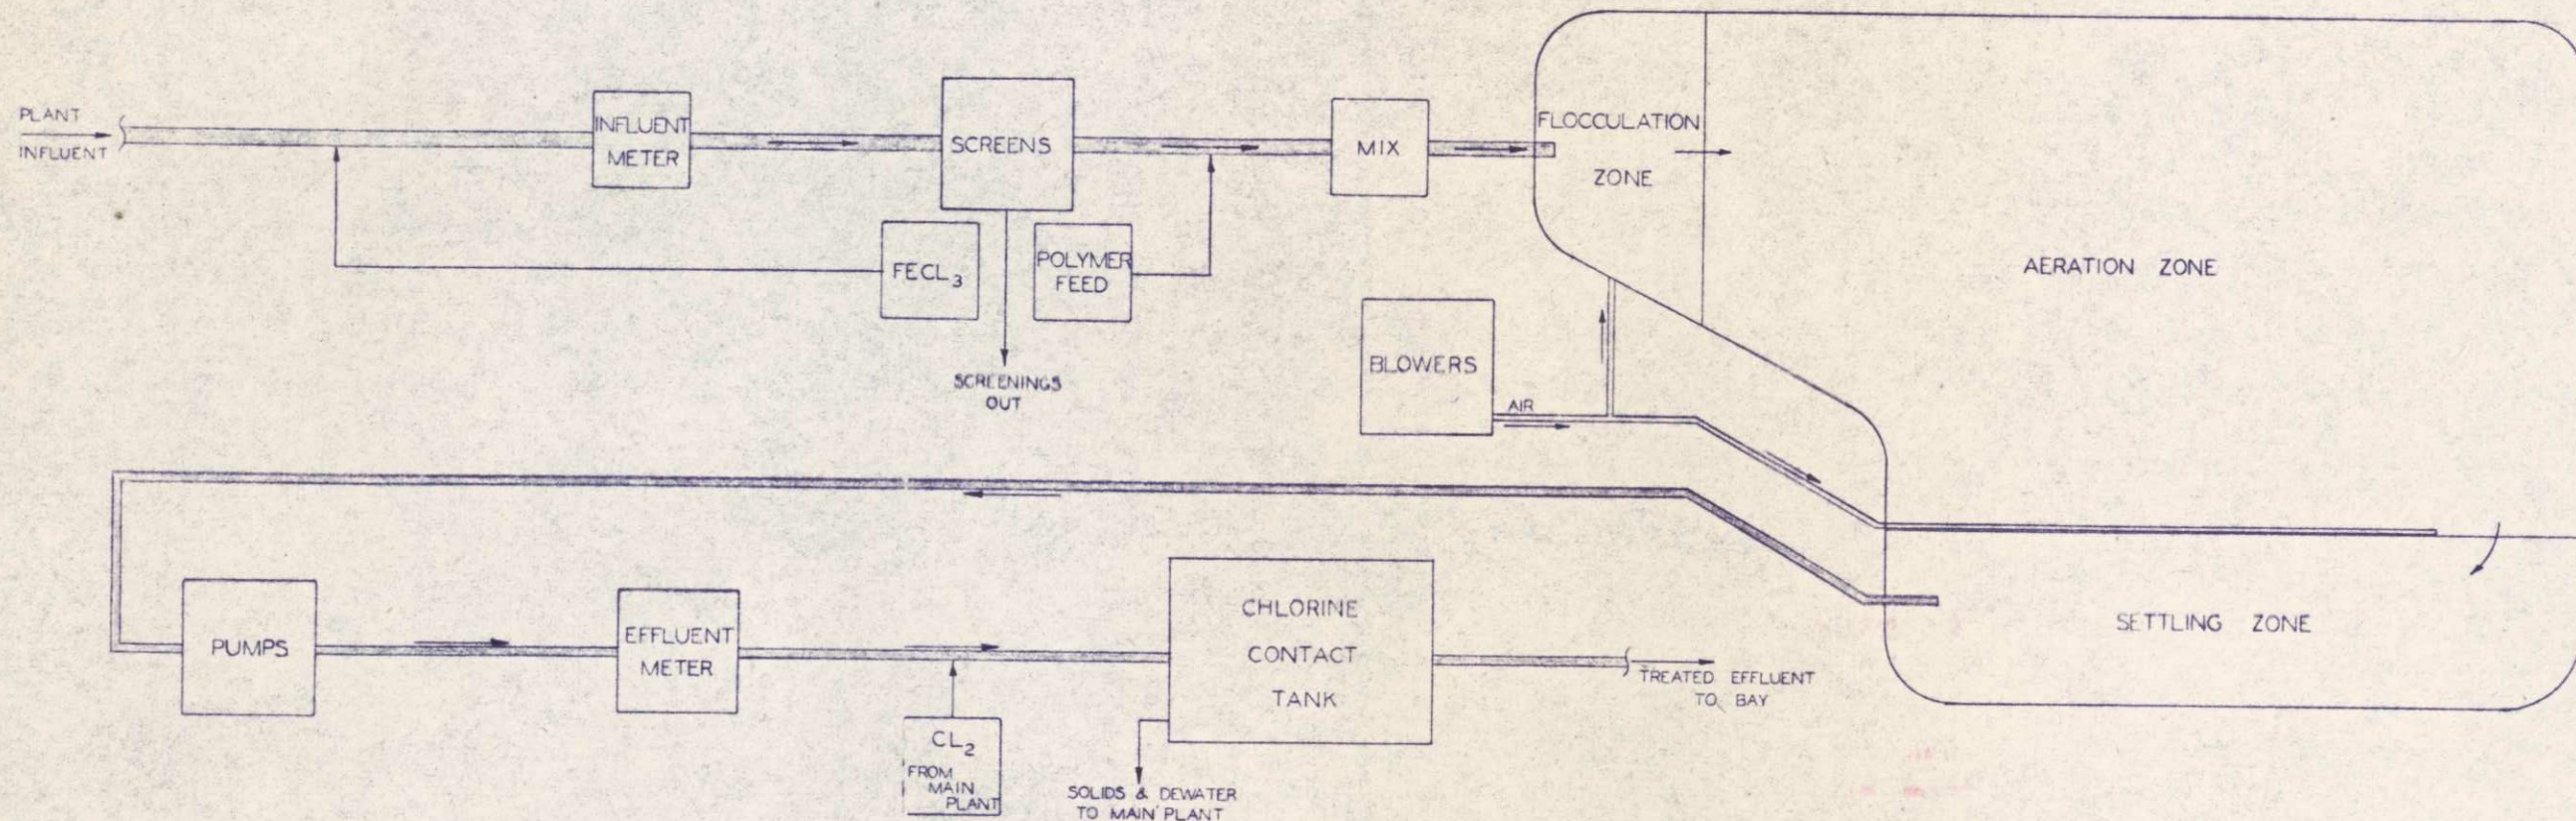 PLANT
INFLUENT
INFLUENT
METER
SCREENS
MIX
FLOCCULATION
ZONE
FECL3
POLYMER
FEED
AERATION ZONE
BLOWERS
SCREENINGS
OUT
AIR
PUMPS
EFFLUENT
METER
CHLORINE
CONTACT
TANK
SETTLING ZONE
TREATED EFFLUENT
TO BAY
CL2
FROM
MAIN
PLANT
SOLIDS & DEWATER
TO MAIN PLANT